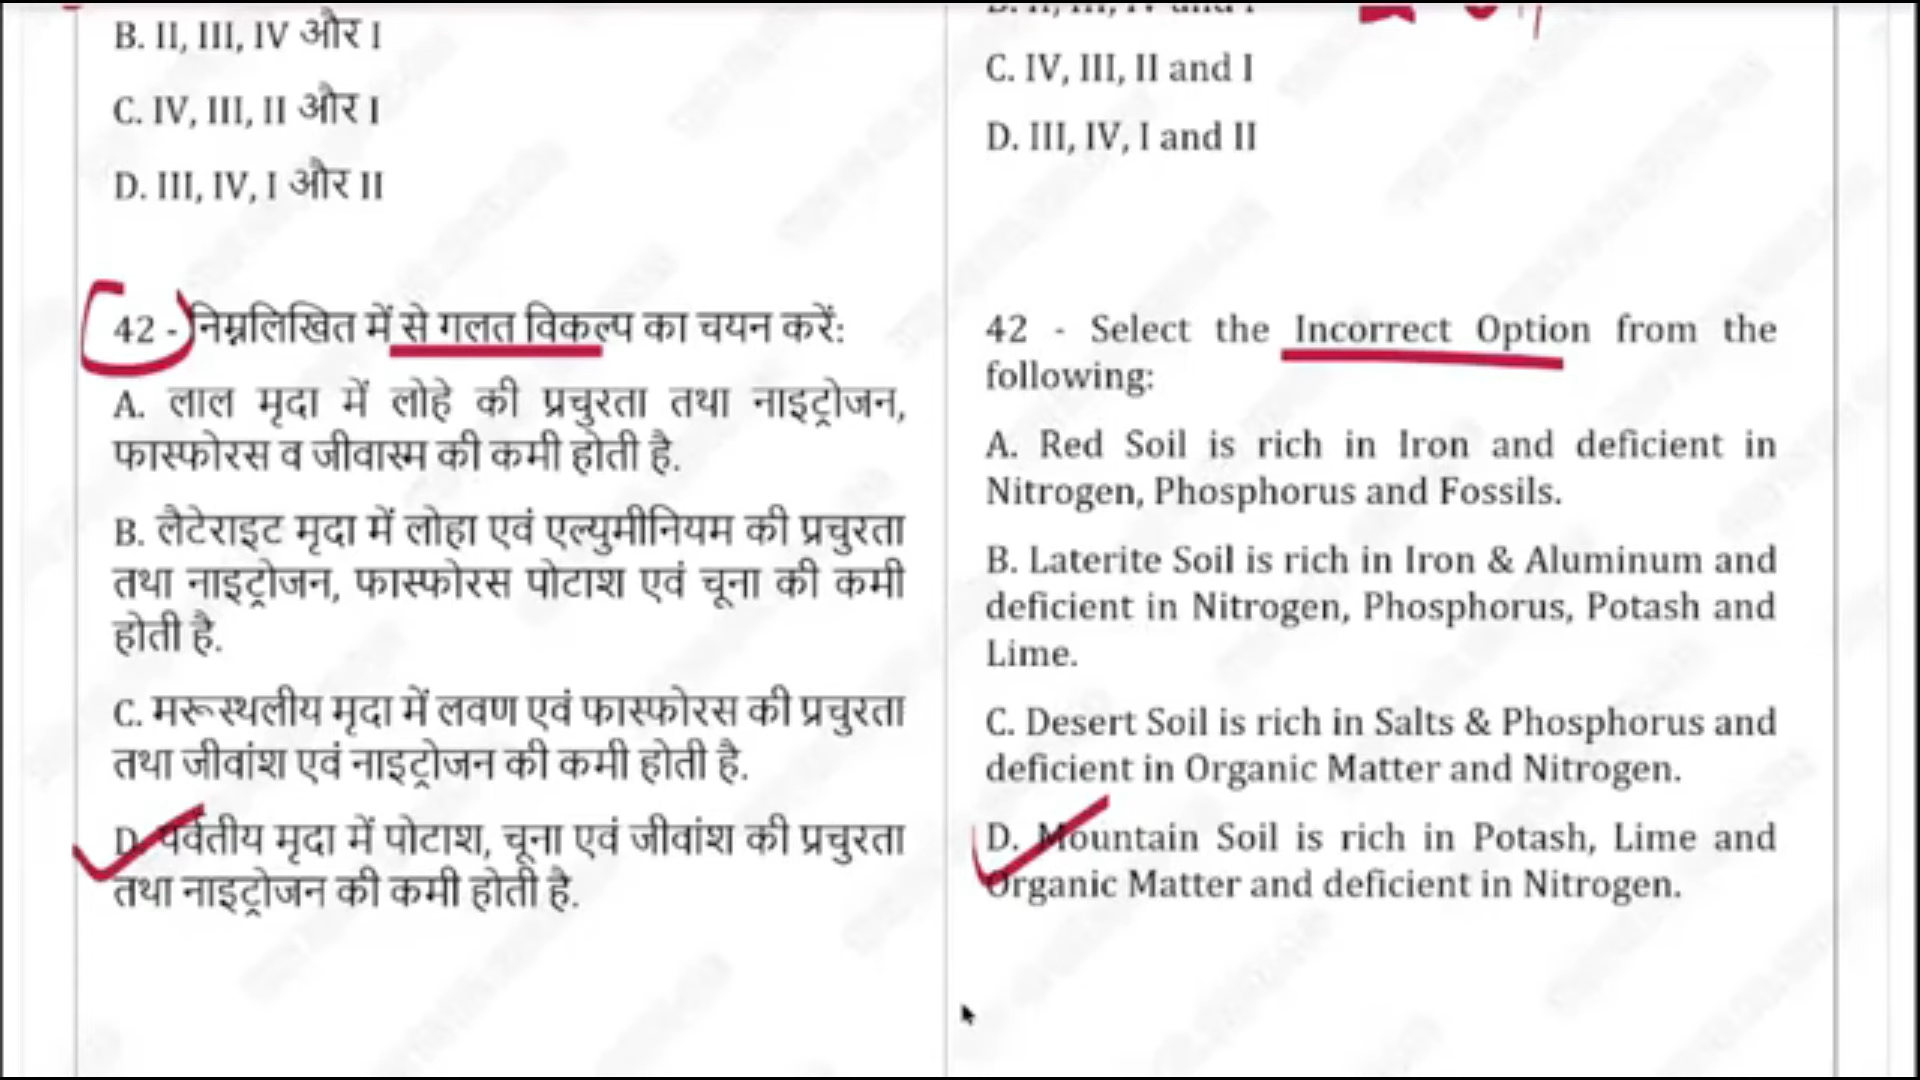 B. II, III, IV और I
C. IV, III, II और I
D. III, IV, I और II
42 - निम्नलिखित में से गलत विकल्प का चयन करें:
A. लाल मृदा में लोहे की प्रचुरता तथा नाइट्रोजन,
फास्फोरस व जीवास्म की कमी होती है.
B. लैटेराइट मृदा में लोहा एवं एल्युमीनियम की प्रचुरता
तथा नाइट्रोजन, फास्फोरस पोटाश एवं चूना की कमी
होती है.
C. मरूस्थलीय मृदा में लवण एवं फास्फोरस की प्रचुरता
तथा जीवांश एवं नाइट्रोजन की कमी होती है.
D. पर्वतीय मृदा में पोटाश, चूना एवं जीवांश की प्रचुरता
तथा नाइट्रोजन की कमी होती है.
B. II, III, IV and I
C. IV, III, II and I
D. III, IV, I and II
42 - Select the Incorrect Option from the
following:
A. Red Soil is rich in Iron and deficient in
Nitrogen, Phosphorus and Fossils.
B. Laterite Soil is rich in Iron & Aluminum and
deficient in Nitrogen, Phosphorus, Potash and
Lime.
C. Desert Soil is rich in Salts & Phosphorus and
deficient in Organic Matter and Nitrogen.
D. Mountain Soil is rich in Potash, Lime and
Organic Matter and deficient in Nitrogen.